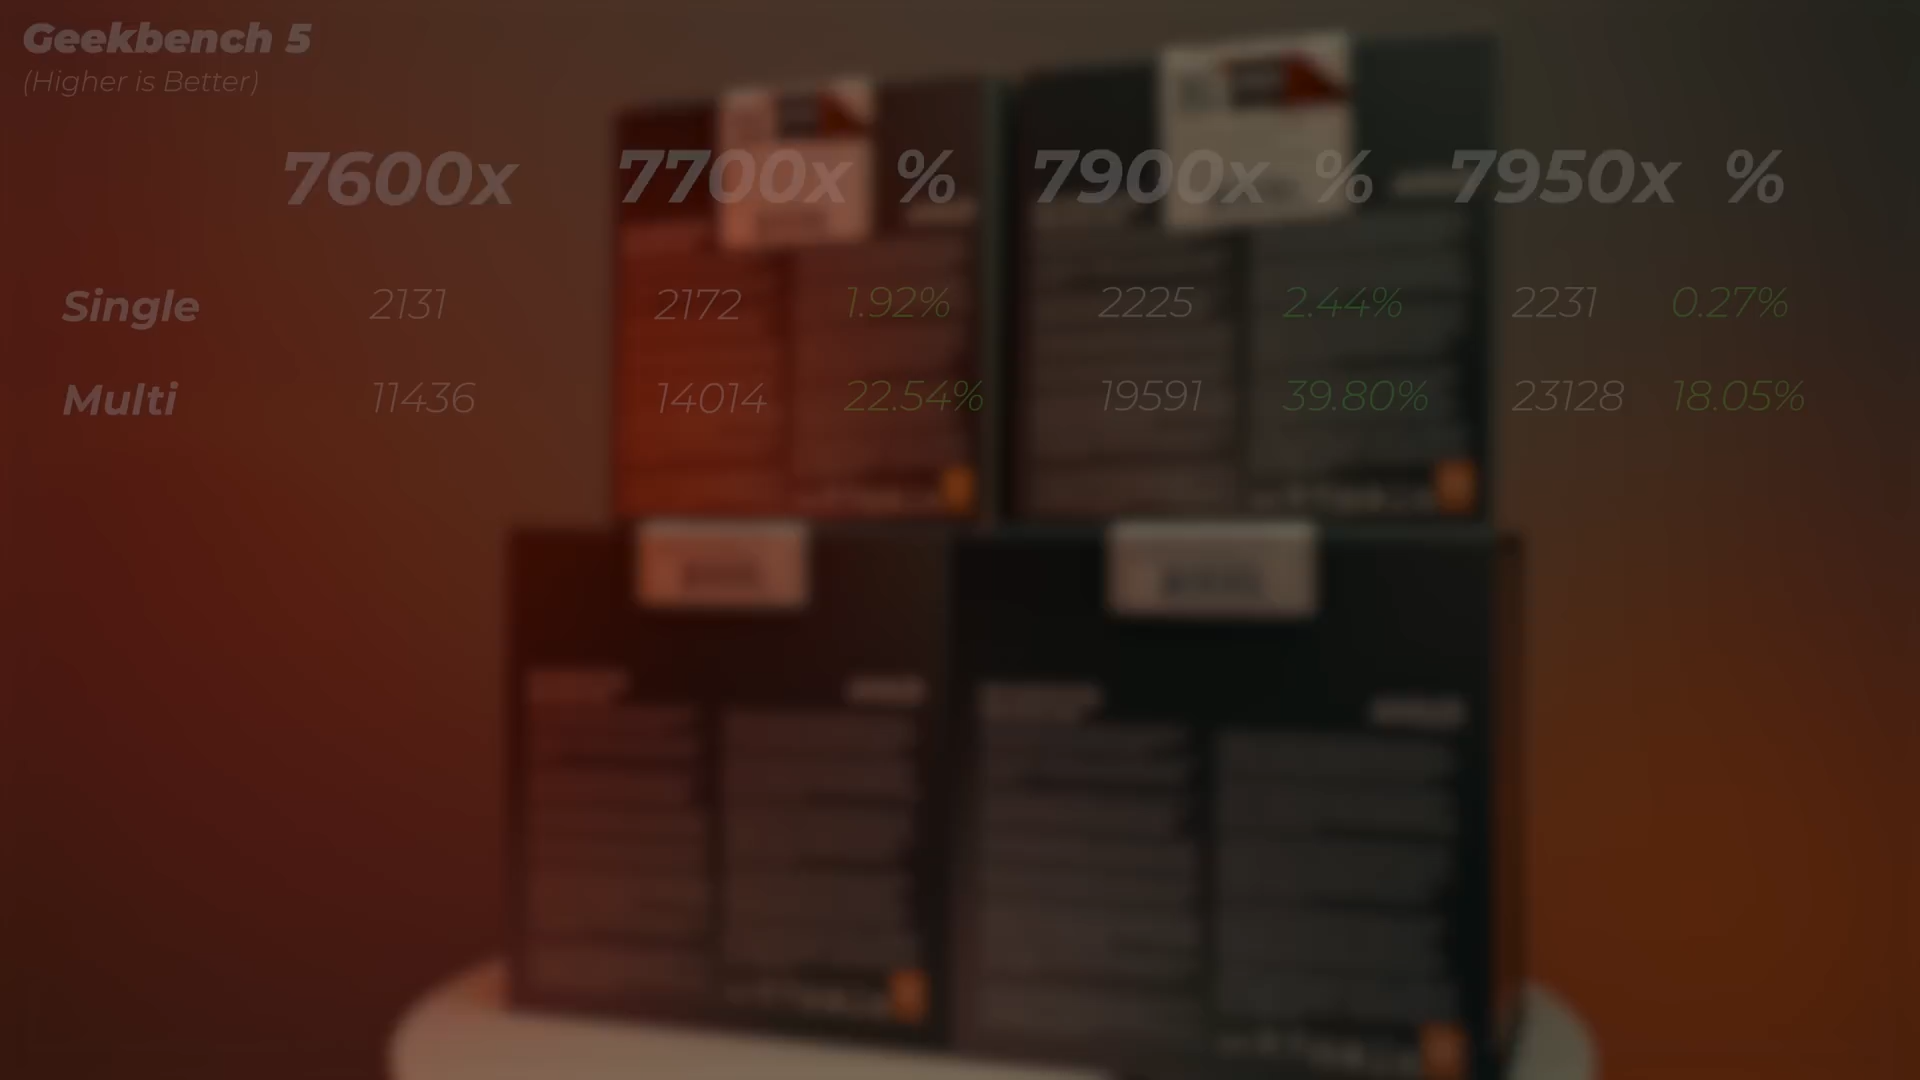 Geekbench 5
(Higher is Better)
7600x 7700x % 7900x % 7950x %
Single 2131 2172 1.92% 2225 2.44% 2231 0.27%
Multi 11436 14014 22.54% 19591 39.80% 23128 18.05%